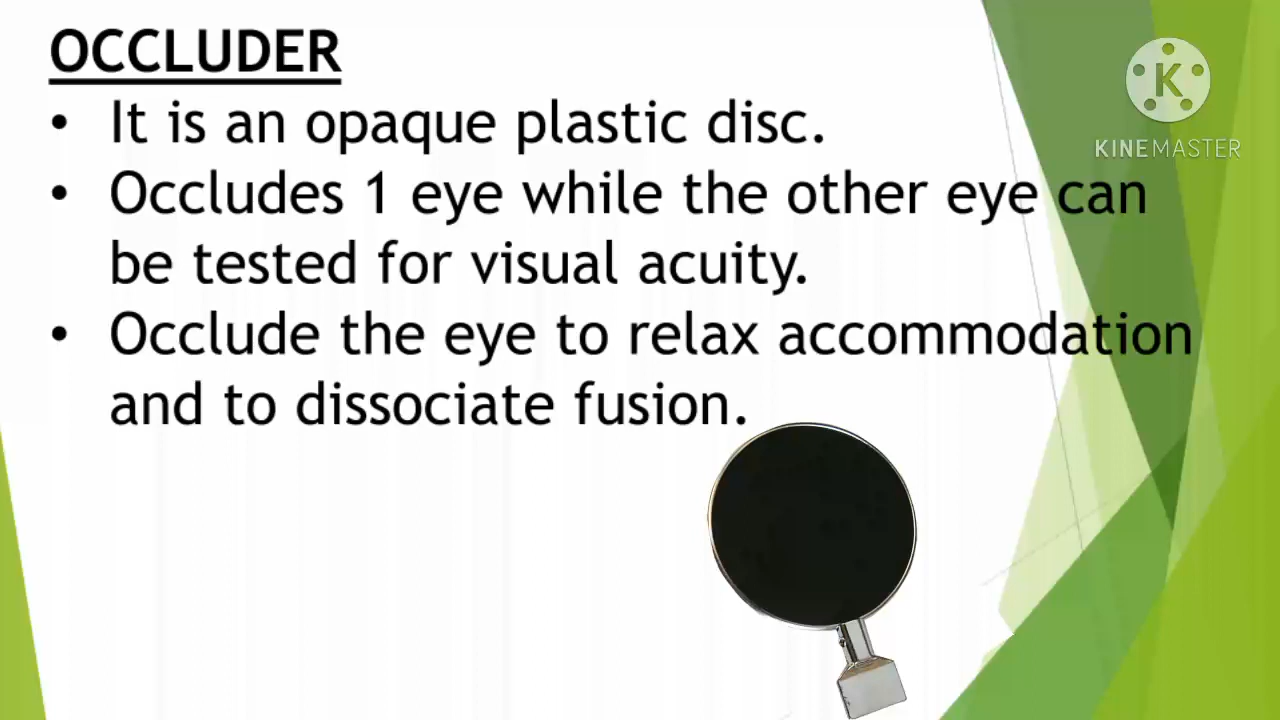 OCCLUDER
• It is an opaque plastic disc.
• Occludes 1 eye while the other eye can
be tested for visual acuity.
• Occlude the eye to relax accommodation
and to dissociate fusion.
K
KINEMASTER